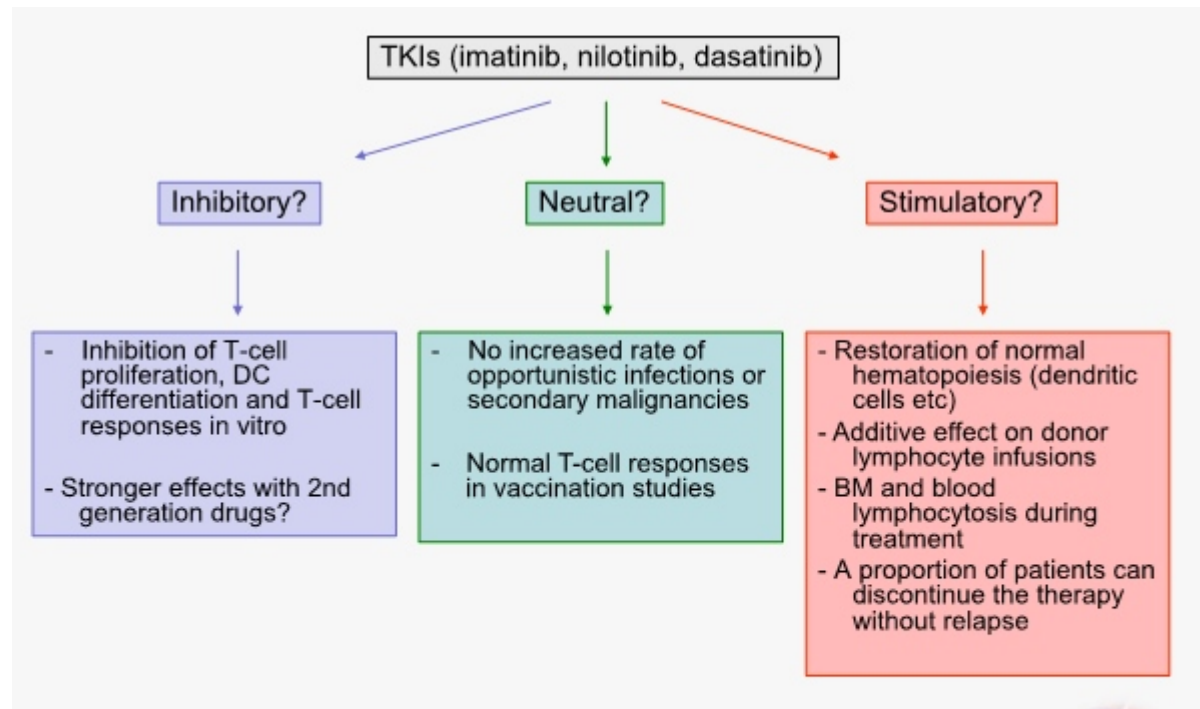 TKIs (imatinib, nilotinib, dasatinib)
Inhibitory?
Neutral?
Stimulatory?
- Inhibition of T-cell
proliferation, DC
differentiation and T-cell
responses in vitro
- Stronger effects with 2nd
generation drugs?
- No increased rate of
opportunistic infections or
secondary malignancies
- Normal T-cell responses
in vaccination studies
- Restoration of normal
hematopoiesis (dendritic
cells etc)
- Additive effect on donor
lymphocyte infusions
- BM and blood
lymphocytosis during
treatment
- A proportion of patients can
discontinue the therapy
without relapse